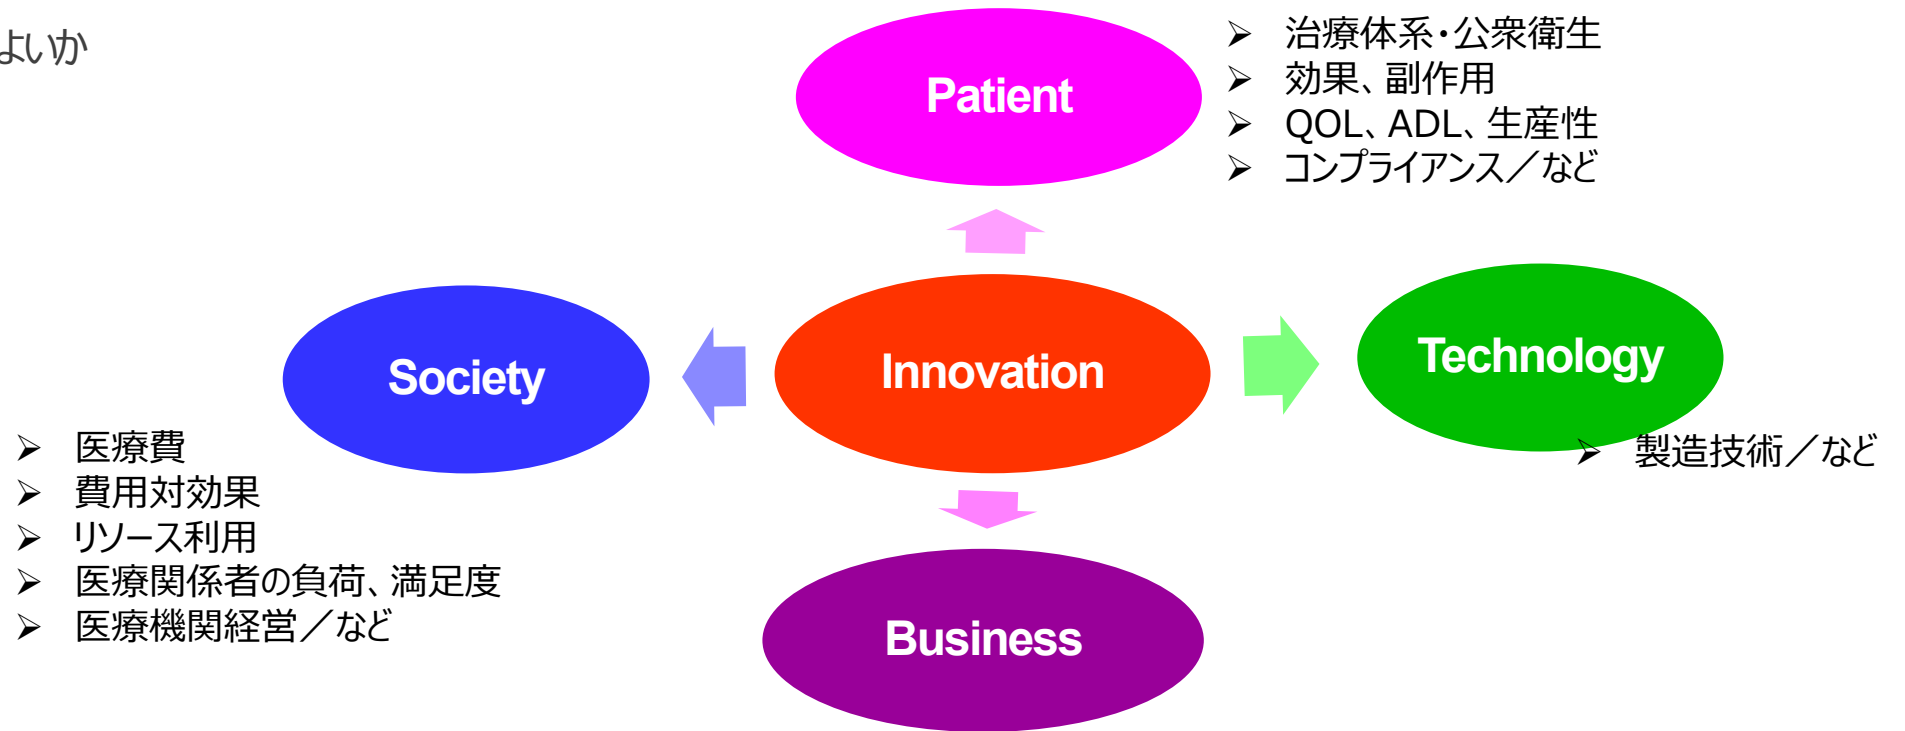 よいか
Patient
➢ 治療体系・公衆衛生
➢ 効果、副作用
➢ QOL、ADL、生産性
➢ コンプライアンス／など
Society
Innovation
Technology
➢ 医療費
➢ 費用対効果
➢ リソース利用
➢ 医療関係者の負荷、満足度
➢ 医療機関経営／など
➢ 製造技術／など
Business